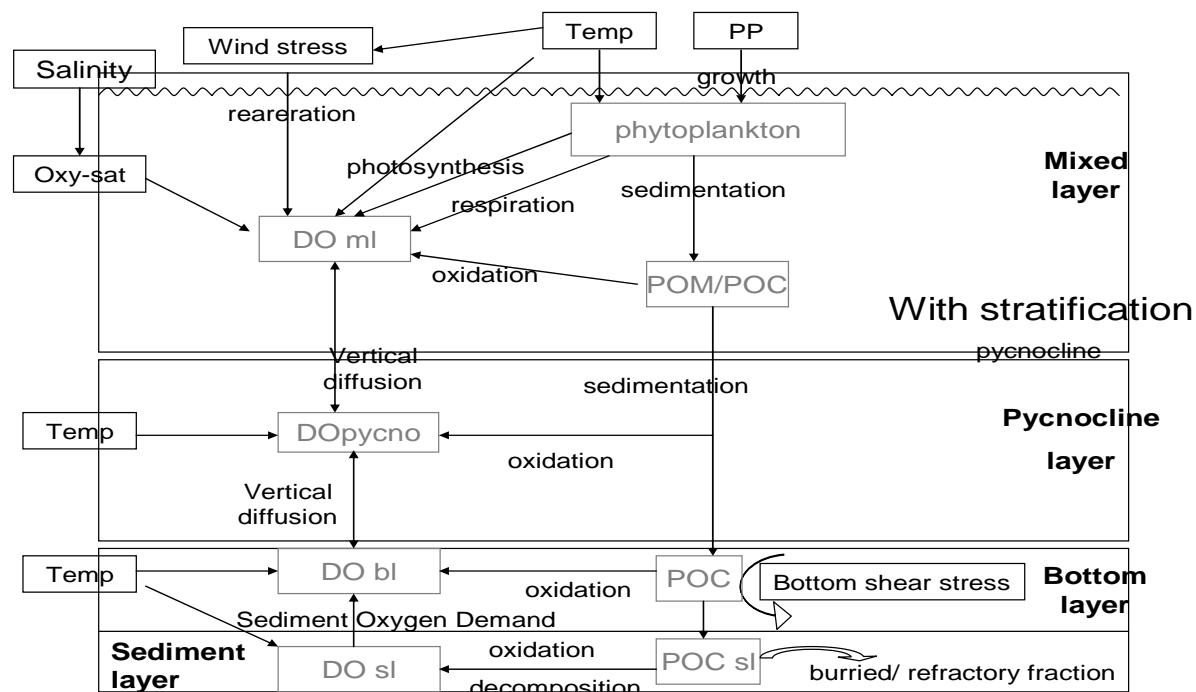 Temp
PP
Wind stress
Salinity
growth
reareration
phytoplankton
Mixed
layer
photosynthesis
Oxy-sat
sedimentation
respiration
DO ml
oxidation
POM/POC
With stratification
pycnocline
Vertical
diffusion
sedimentation
Pycnocline
layer
Temp
DOpycno
oxidation
Vertical
diffusion
Temp
DO bl
oxidation
POC
Bottom shear stress
Bottom
layer
Sediment Oxygen Demand
Sediment
layer
DO sl
oxidation
decomposition
POC sl
burried/ refractory fraction